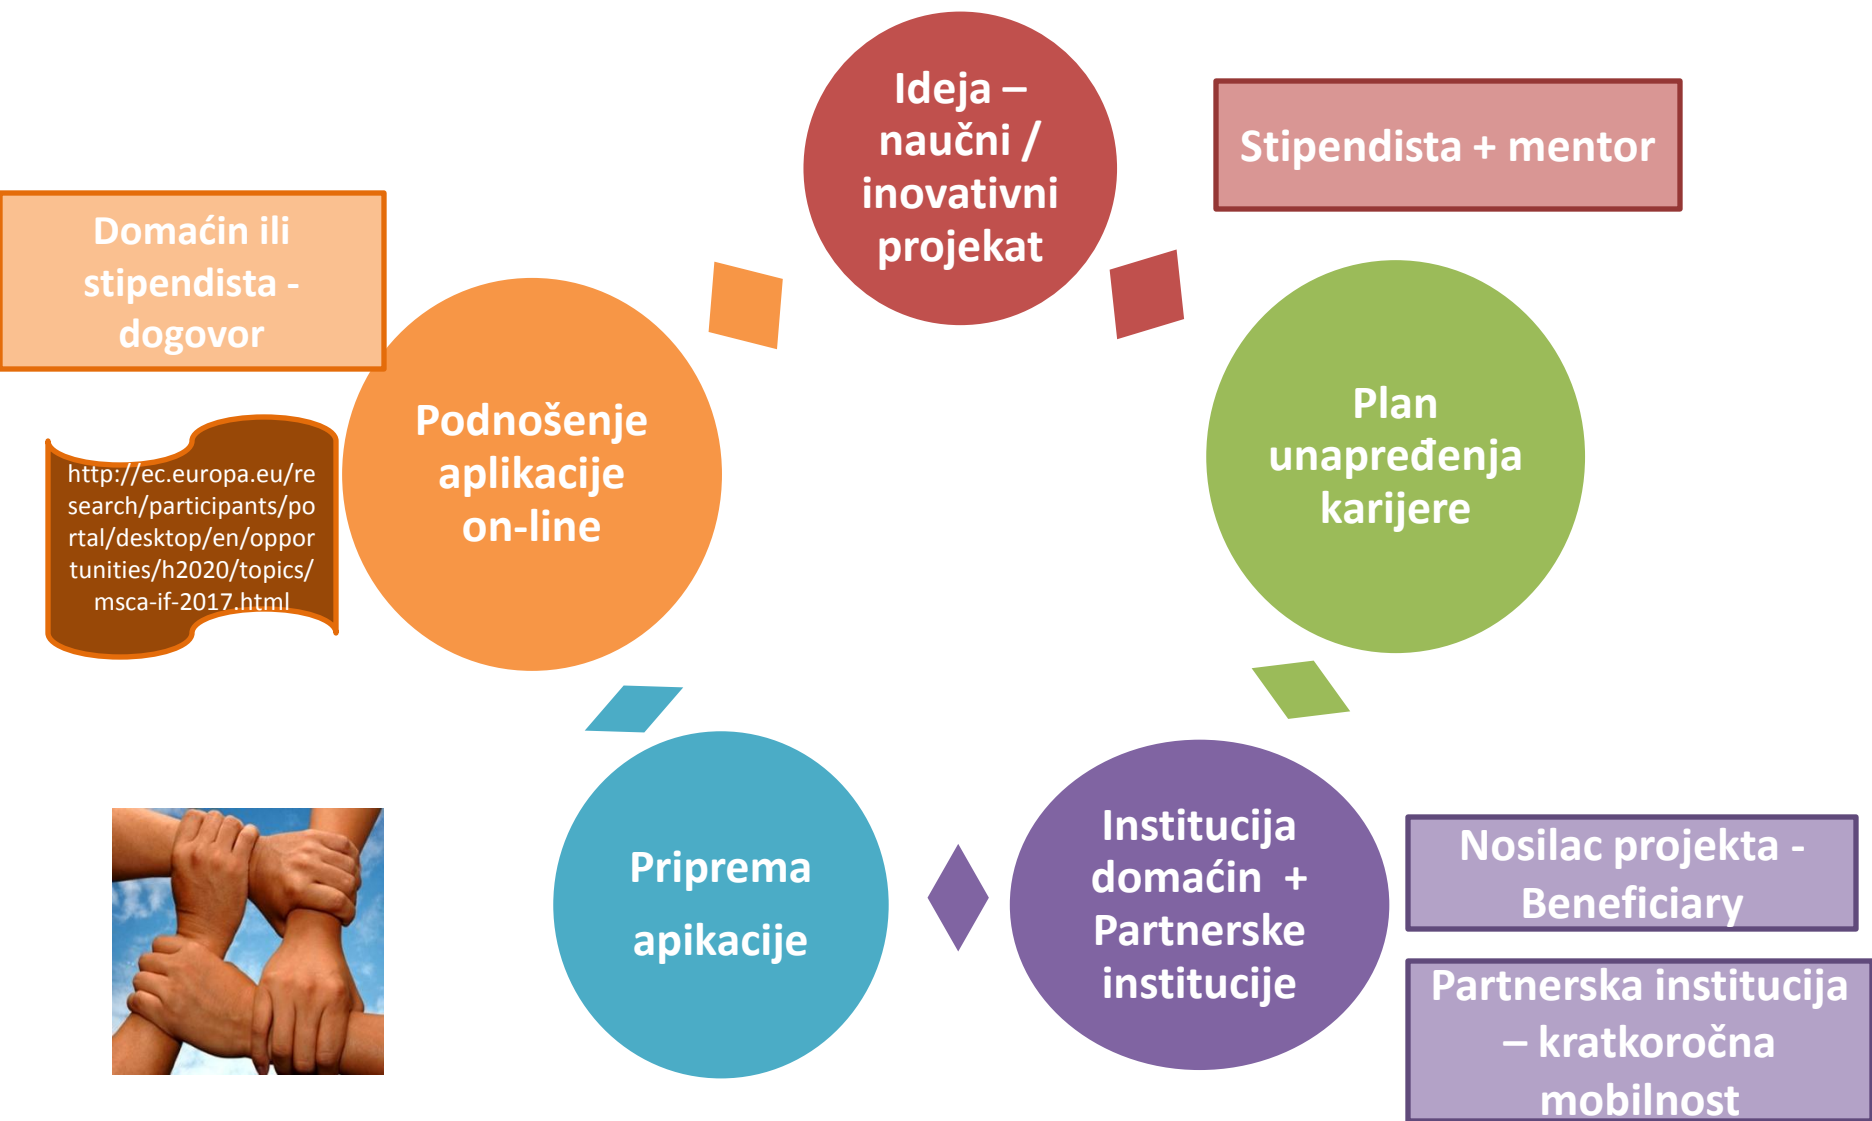 Ideja –
naučni /
inovativni
projekat
Stipendista + mentor
Plan
unapređenja
karijere
Institucija
domaćin +
Partnerske
institucije
Nosilac projekta -
Beneficiary
Partnerska institucija
– kratkoročna
mobilnost
Priprema
apikacije
Podnošenje
aplikacije
on-line
Domaćin ili
stipendista -
dogovor
http://ec.europa.eu/re
search/participants/po
rtal/desktop/en/oppor
tunities/h2020/topics/
msca-if-2017.html